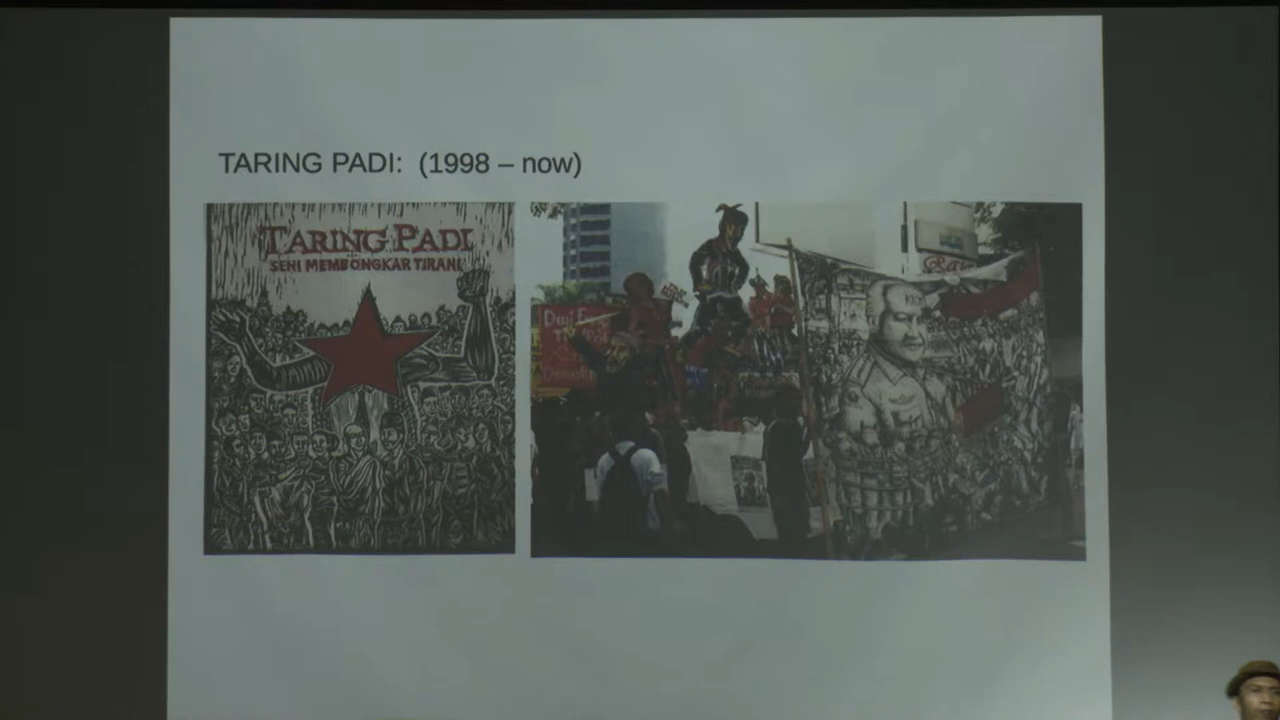 TARING PADI: (1998 – now)
TARING PADI
SENI MEMBONGKAR TIRANI